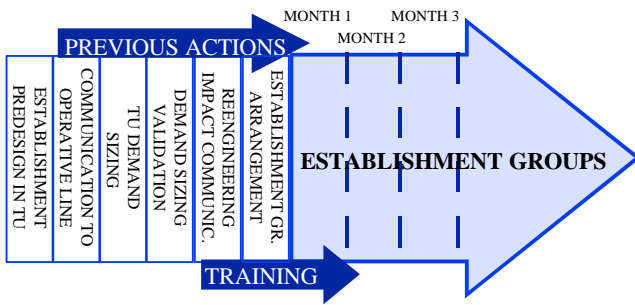 MONTH 1
MONTH 2
MONTH 3
PREVIOUS ACTIONS
ESTABLISHMENT
PREDESIGN IN TU
COMMUNICATION TO
OPERATIVE LINE
TU DEMAND
SIZING
DEMAND SIZING
VALIDATION
REENGINEERING
IMPACT COMMUNIC.
ESTABLISHMENT GR.
ARRANGEMENT
ESTABLISHMENT GROUPS
TRAINING